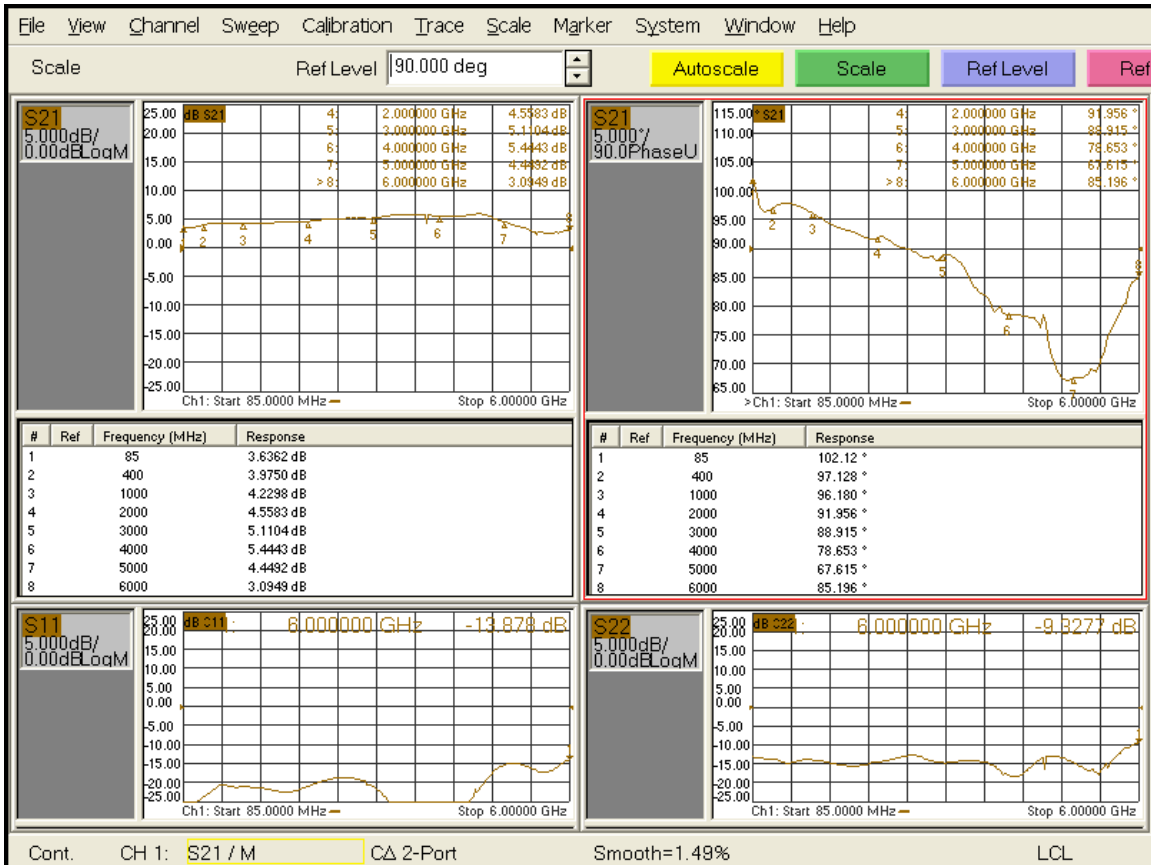 File View Channel Sweep Calibration Trace Scale Marker System Window Help
Scale Ref Level 90.000 deg Autoscale Scale Ref Level Ref
S21
5.000dB/
0.00dBLogM
dB S21
25.00
20.00
15.00
10.00
5.00
0.00
-5.00
-10.00
-15.00
-20.00
-25.00
4: 2.000000 GHz 4.5583 dB
5: 3.000000 GHz 5.1104 dB
6: 4.000000 GHz 5.4443 dB
7: 5.000000 GHz 4.4492 dB
>8: 6.000000 GHz 3.0949 dB
2 3 4 5 6 7 8
Ch1: Start 85.0000 MHz Stop 6.00000 GHz
S21
5.000°/
90.0PhaseU
° S21
115.00
110.00
105.00
100.00
95.00
90.00
85.00
80.00
75.00
70.00
65.00
4: 2.000000 GHz 91.956 °
5: 3.000000 GHz 88.915 °
6: 4.000000 GHz 78.653 °
7: 5.000000 GHz 67.615 °
>8: 6.000000 GHz 85.196 °
2 3 4 5 6 7 8
>Ch1: Start 85.0000 MHz Stop 6.00000 GHz
# Ref Frequency (MHz) Response
1 85 3.6362 dB
2 400 3.9750 dB
3 1000 4.2298 dB
4 2000 4.5583 dB
5 3000 5.1104 dB
6 4000 5.4443 dB
7 5000 4.4492 dB
8 6000 3.0949 dB
# Ref Frequency (MHz) Response
1 85 102.12 °
2 400 97.128 °
3 1000 96.180 °
4 2000 91.956 °
5 3000 88.915 °
6 4000 78.653 °
7 5000 67.615 °
8 6000 85.196 °
S11
5.000dB/
0.00dBLogM
dB S11 : 6.000000 GHz -13.878 dB
25.00
20.00
15.00
10.00
5.00
0.00
-5.00
-10.00
-15.00
-20.00
-25.00
Ch1: Start 85.0000 MHz Stop 6.00000 GHz
S22
5.000dB/
0.00dBLogM
dB S22 : 6.000000 GHz -9.8277 dB
25.00
20.00
15.00
10.00
5.00
0.00
-5.00
-10.00
-15.00
-20.00
-25.00
Ch1: Start 85.0000 MHz Stop 6.00000 GHz
Cont. CH 1: S21 / M CΔ 2-Port Smooth=1.49% LCL